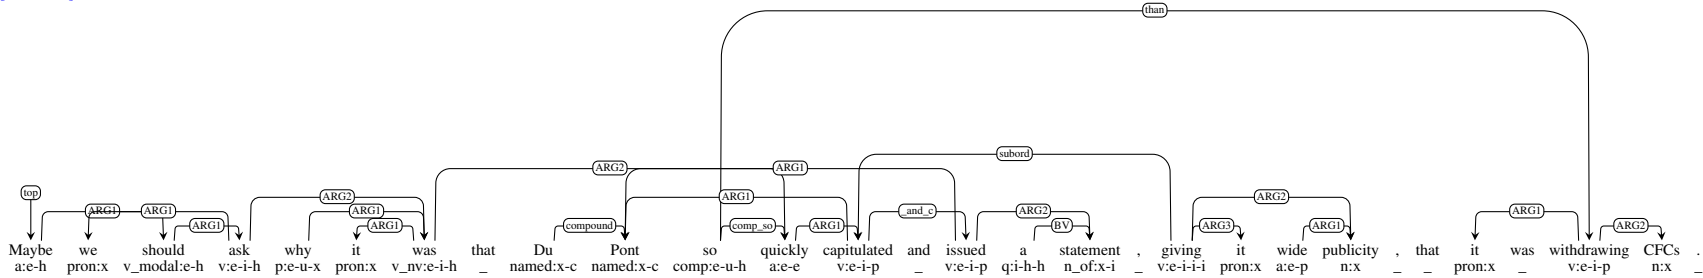 than
subord
ARG2 ARG1
top ARG2 ARG1 ARG2
ARG1 ARG1 ARG1 _and_c ARG2 ARG1
ARG1 ARG1 compound comp_so ARG1 BV ARG3 ARG1 ARG2
Maybe we should ask why it was that Du Pont so quickly capitulated and issued a statement , giving it wide publicity , that it was withdrawing CFCs .
a:e-h pron:x v_modal:e-h v:e-i-h p:e-u-x pron:x v_nv:e-i-h _ named:x-c named:x-c comp:e-u-h a:e-e v:e-i-p _ v:e-i-p q:i-h-h n_of:x-i _ v:e-i-i-i pron:x a:e-p n:x _ _ pron:x _ v:e-i-p n:x _